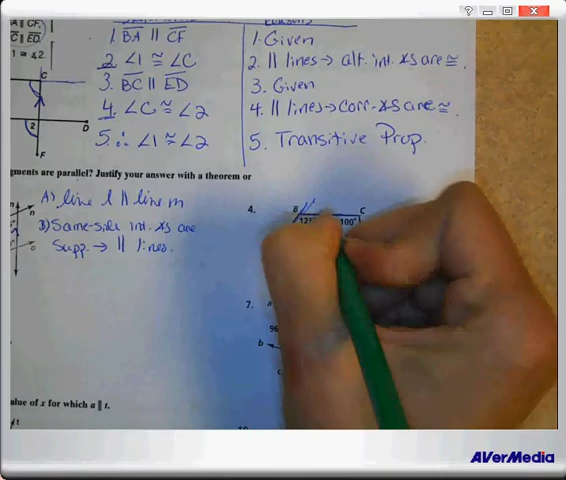 1. BA || CF
1. Given
2. ∠1 ≅ ∠C
2. || lines → alt. int. ∡s are ≅.
3. BC || ED
3. Given
4. ∠C ≅ ∠2
4. || lines → corr. ∡s are ≅.
5. ∴ ∠1 ≅ ∠2
5. Transitive Prop.
C
2
D
F
gments are parallel? Justify your answer with a theorem or
A) line l || line m
B) Same-side int. ∡s are
Supp. → || lines.
n
4.
B
C
125
100°
7.
a
96
b
alue of x for which a || t.
AVerMedia